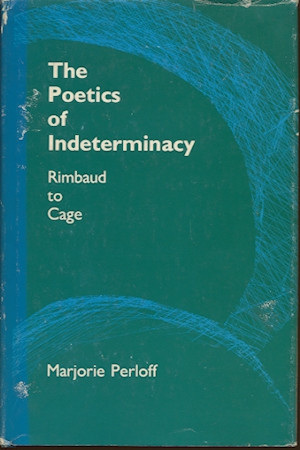 The
Poetics
of
Indeterminacy
Rimbaud
to
Cage
Marjorie Perloff